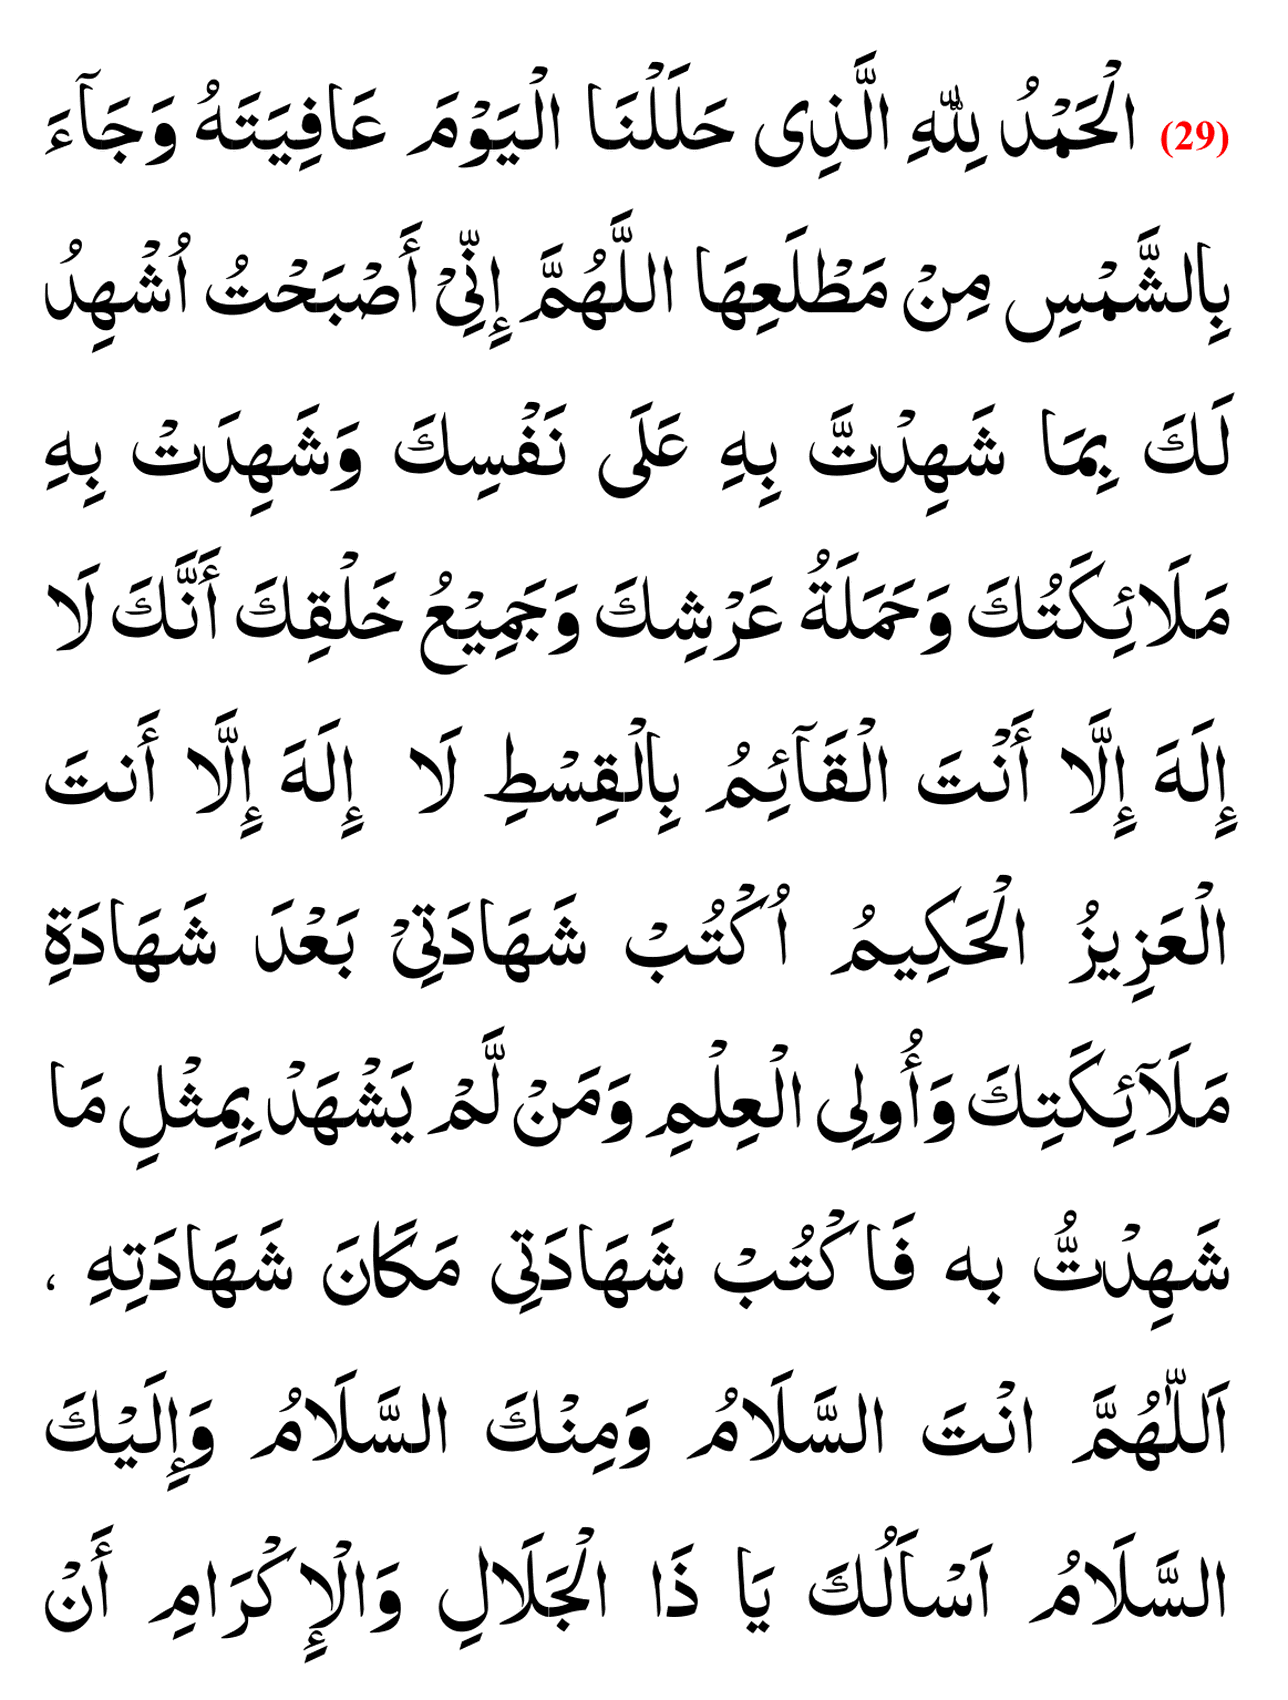 (29) الْحَمْدُ لِلّٰهِ الَّذِى حَلَلْنَا الْيَوْمَ عَافِيَتَهُ وَجَآءَ
بِالشَّمْسِ مِنْ مَطْلَعِهَا اللَّهُمَّ إِنِّىْ أَصْبَحْتُ اُشْهِدُ
لَكَ بِمَا شَهِدْتَّ بِهِ عَلَى نَفْسِكَ وَشَهِدَتْ بِهِ
مَلَائِكَتُكَ وَحَمَلَةُ عَرْشِكَ وَجَمِيْعُ خَلْقِكَ أَنَّكَ لَا
إِلَهَ إِلَّا أَنْتَ الْقَآئِمُ بِالْقِسْطِ لَا إِلَهَ إِلَّا أَنتَ
الْعَزِيزُ الْحَكِيمُ اُكْتُبْ شَهَادَتِىْ بَعْدَ شَهَادَةِ
مَلَآئِكَتِكَ وَأُولِى الْعِلْمِ وَمَنْ لَّمْ يَشْهَدْ بِمِثْلِ مَا
شَهِدْتُّ به فَاكْتُبْ شَهَادَتِى مَكَانَ شَهَادَتِهِ ،
اَللّٰهُمَّ انْتَ السَّلَامُ وَمِنْكَ السَّلَامُ وَإِلَيْكَ
السَّلَامُ اَسْاَلُكَ يَا ذَا الْجَلَالِ وَالْإِكْرَامِ أَنْ